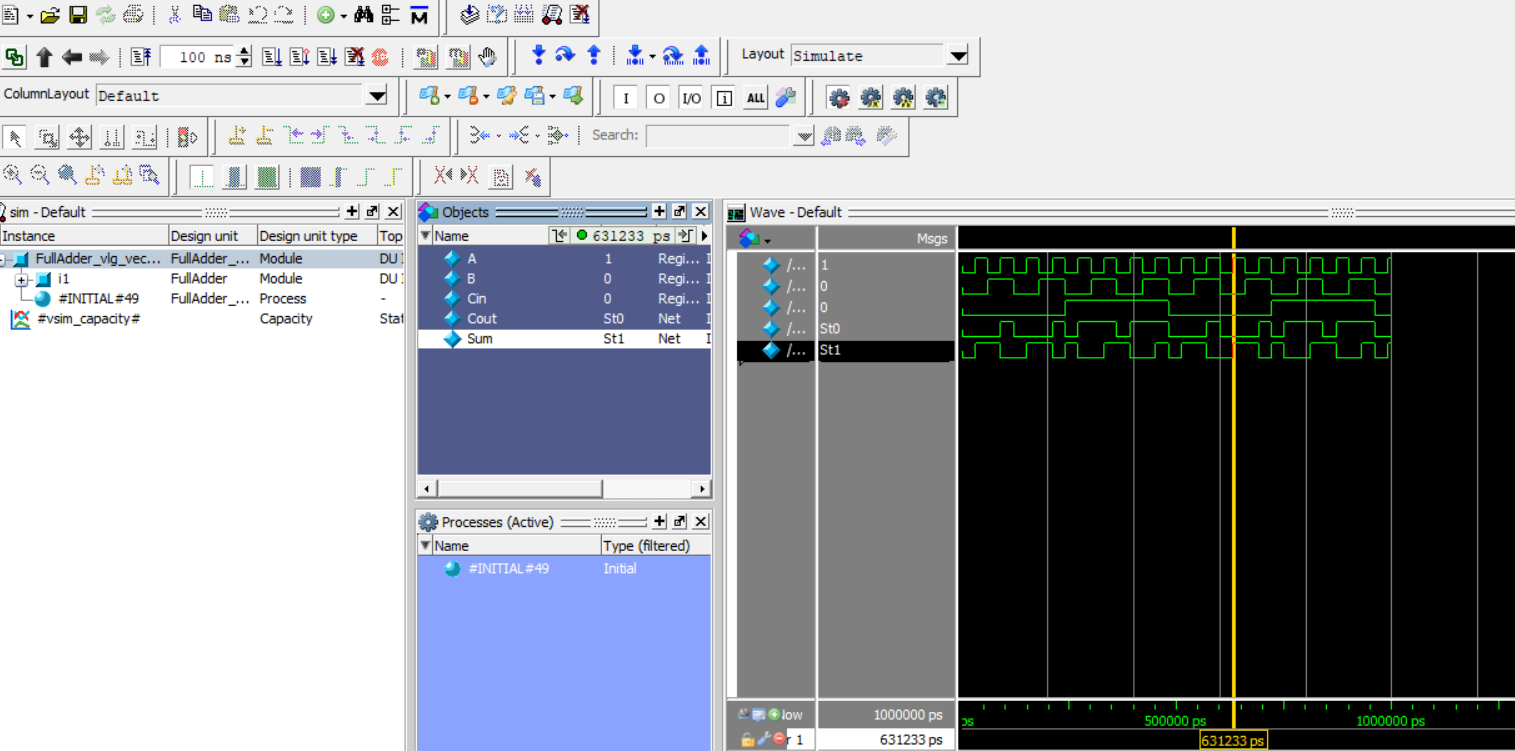 100 ns
Layout Simulate
ColumnLayout Default
I O I/O i ALL
Search:
sim - Default
Instance Design unit Design unit type Top
FullAdder_vlg_vec... FullAdder_... Module DU
i1 FullAdder Module DU
#INITIAL#49 FullAdder_... Process -
#vsim_capacity# Capacity Stat
Objects
Name 631233 ps
A 1 Regi... I
B 0 Regi... I
Cin 0 Regi... I
Cout St0 Net I
Sum St1 Net I
Processes (Active)
Name Type (filtered)
#INITIAL#49 Initial
Wave - Default
Msgs
/... 1
/... 0
/... 0
/... St0
/... St1
low 1000000 ps
ps 500000 ps 1000000 ps
r 1 631233 ps
631233 ps